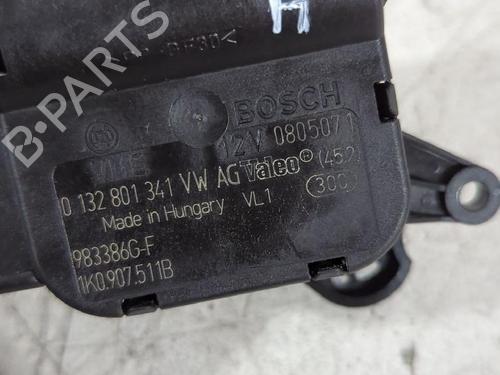 H
BOSCH
12V 0805071
0 132 801 341 VW AG Valeo® (452)
Made in Hungary VL1 (300)
983386G-F
1K0.907.511B
B-PARTS